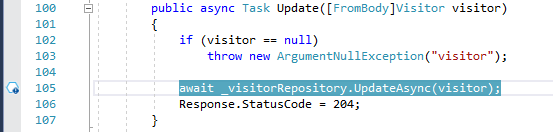 100 public async Task Update([FromBody]Visitor visitor)
101 {
102 if (visitor == null)
103 throw new ArgumentNullException("visitor");
104
105 await _visitorRepository.UpdateAsync(visitor);
106 Response.StatusCode = 204;
107 }